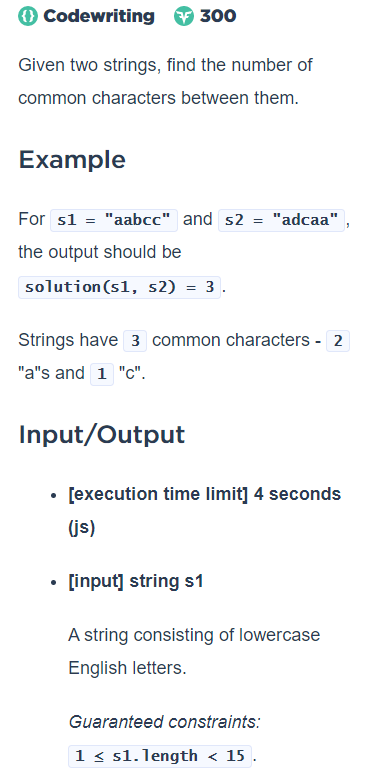 Codewriting 300
Given two strings, find the number of
common characters between them.
Example
For s1 = "aabcc" and s2 = "adcaa" ,
the output should be
solution(s1, s2) = 3 .
Strings have 3 common characters - 2
"a"s and 1 "c".
Input/Output
• [execution time limit] 4 seconds
(js)
• [input] string s1
A string consisting of lowercase
English letters.
Guaranteed constraints:
1 ≤ s1.length < 15 .